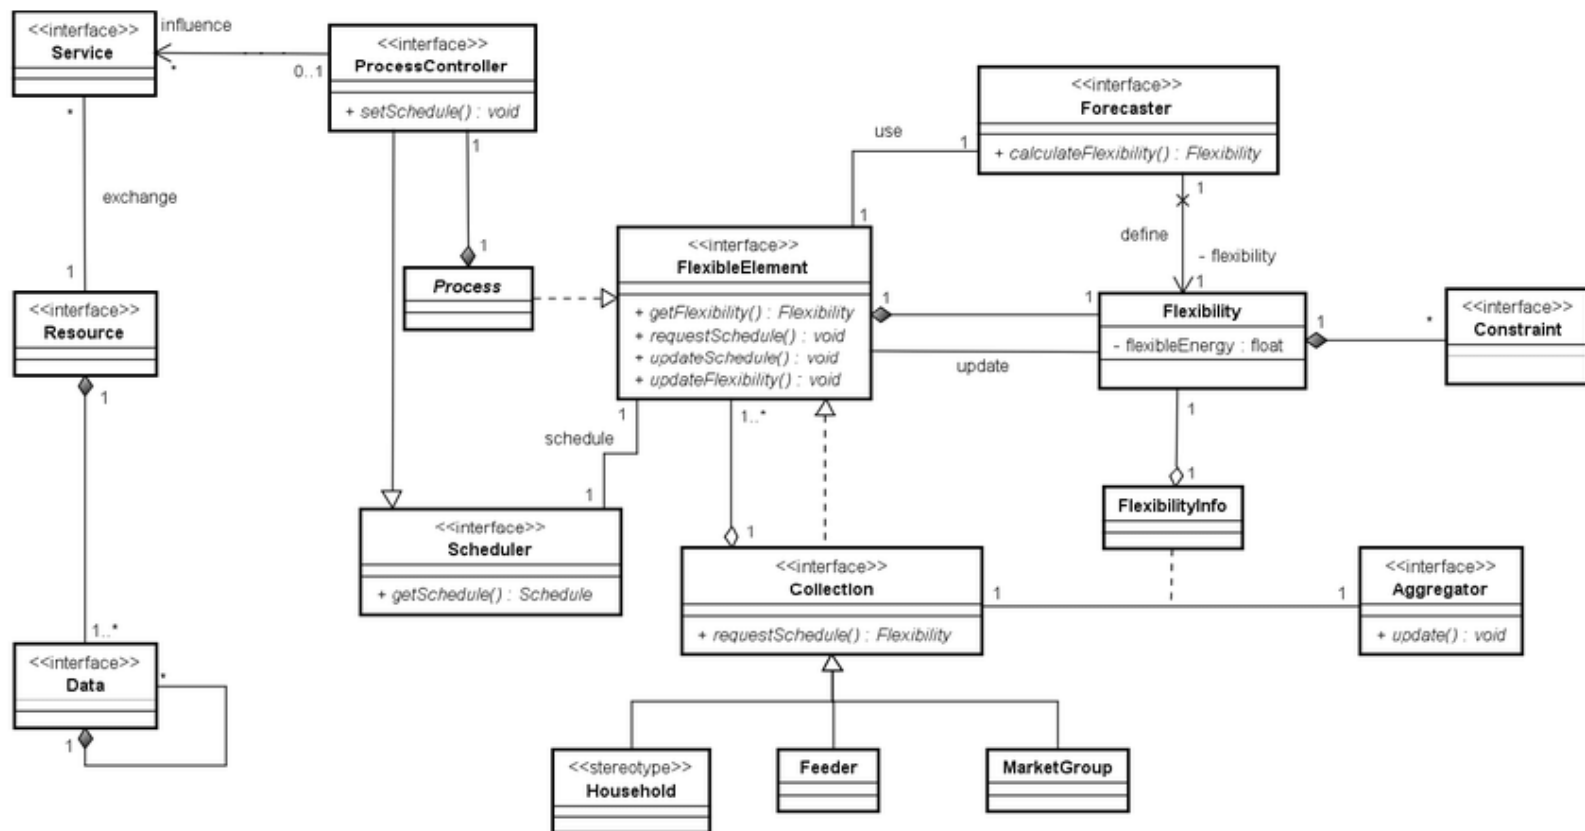 <<interface>>
Service
influence
*
0..1
<<interface>>
ProcessController
+ setSchedule() : void
*
exchange
1
<<interface>>
Resource
1
1..*
<<interface>>
Data
*
1
1
1
Process
<<interface>>
Forecaster
+ calculateFlexibility() : Flexibility
use
1
1
1
define
- flexibility
1
<<interface>>
FlexibleElement
+ getFlexibility() : Flexibility
+ requestSchedule() : void
+ updateSchedule() : void
+ updateFlexibility() : void
1
1
update
Flexibility
- flexibleEnergy : float
1
*
<<interface>>
Constraint
1
schedule
1
1..*
1
1
1
FlexibilityInfo
<<interface>>
Scheduler
+ getSchedule() : Schedule
<<interface>>
Collection
+ requestSchedule() : Flexibility
1
1
<<interface>>
Aggregator
+ update() : void
<<stereotype>>
Household
Feeder
MarketGroup